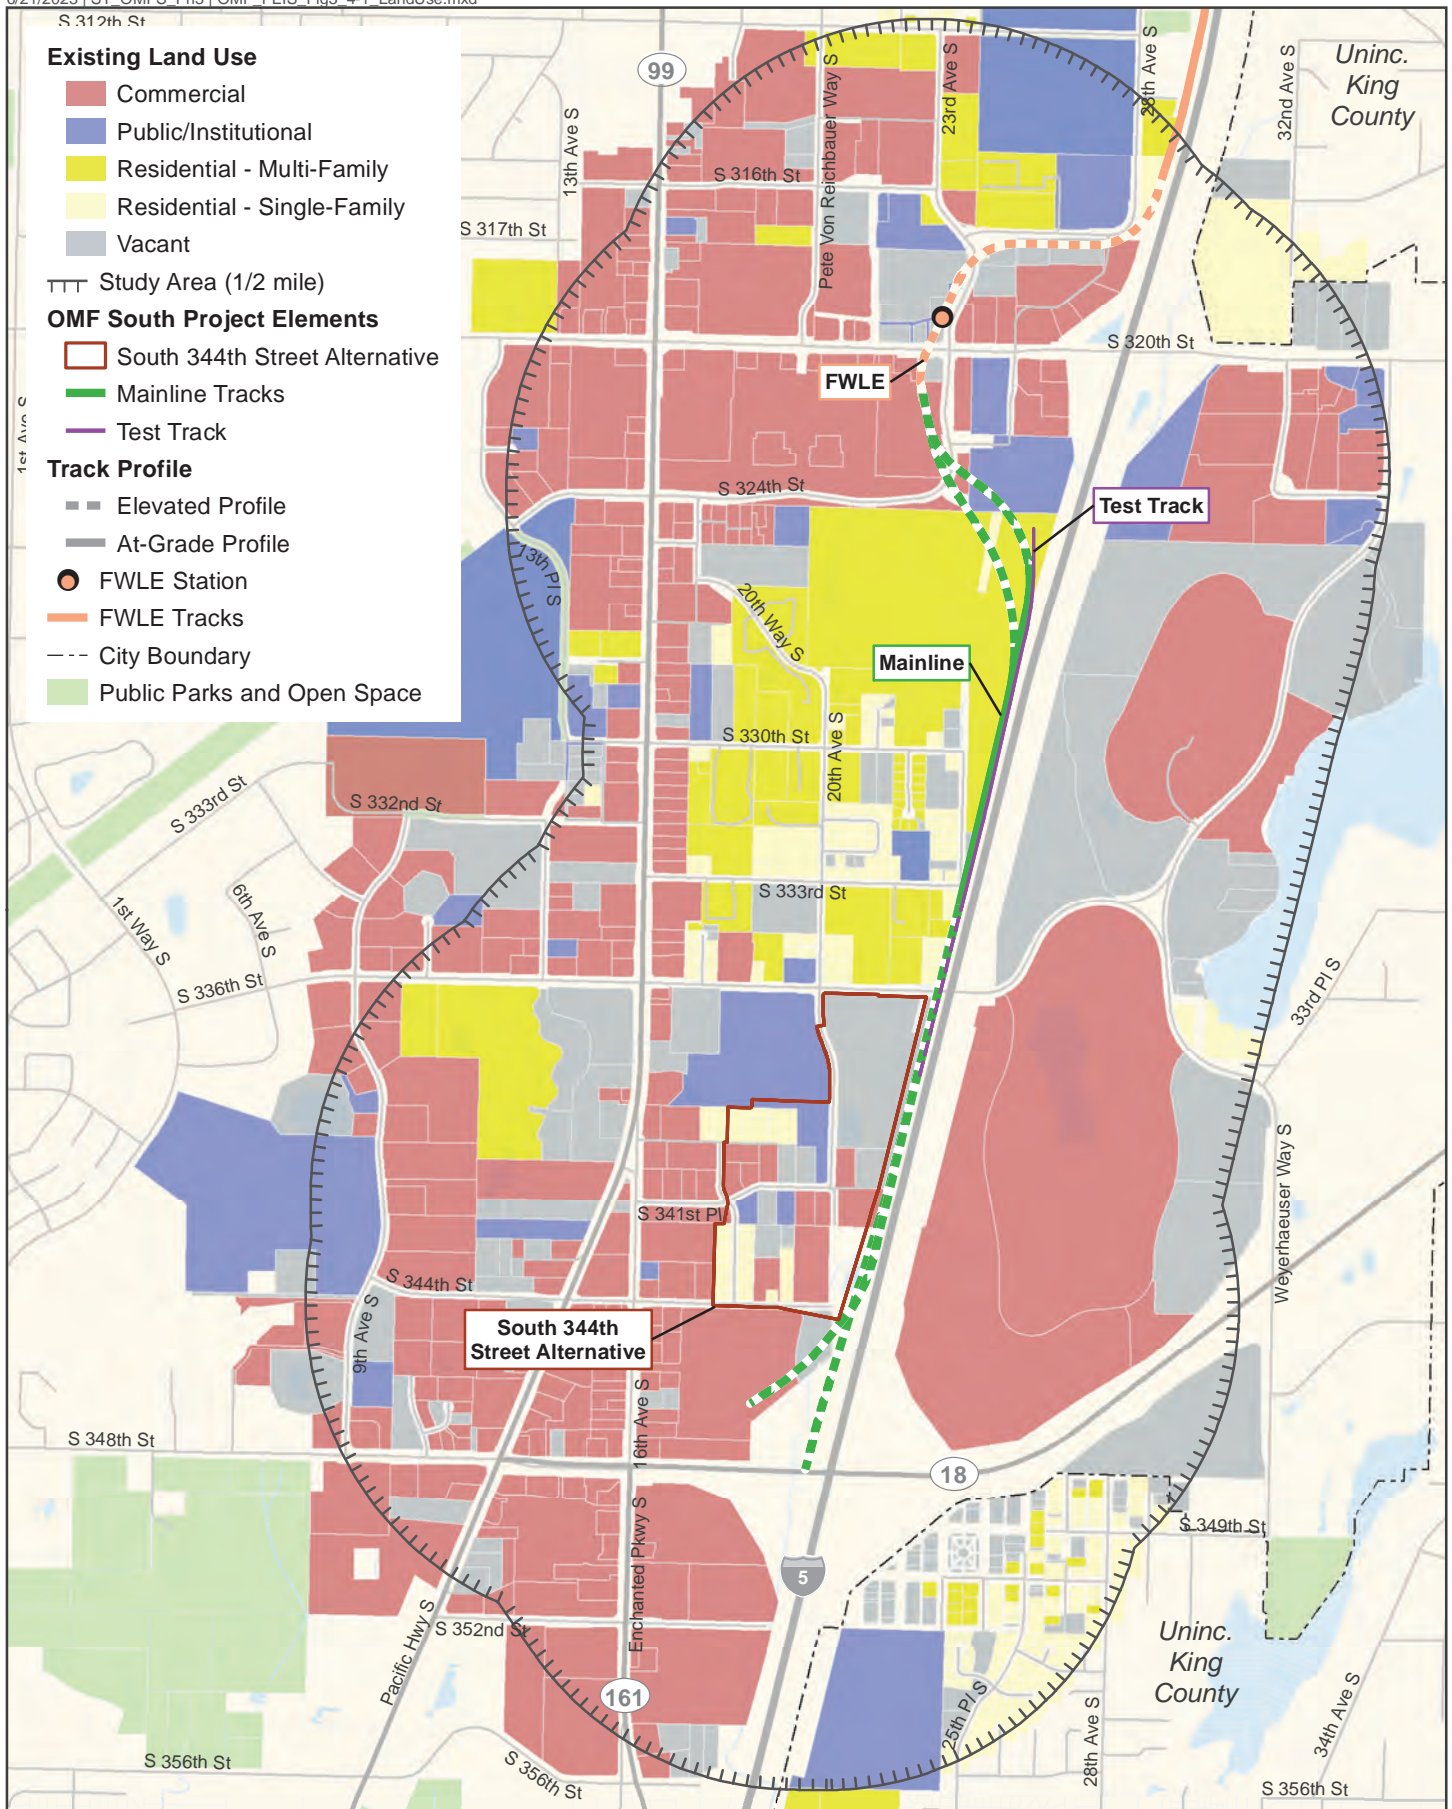 S 312th St
Existing Land Use
Commercial
Public/Institutional
Residential - Multi-Family
Residential - Single-Family
Vacant
Study Area (1/2 mile)
OMF South Project Elements
South 344th Street Alternative
Mainline Tracks
Test Track
Track Profile
Elevated Profile
At-Grade Profile
FWLE Station
FWLE Tracks
City Boundary
Public Parks and Open Space
99
13th Ave S
Pete Von Reichbauer Way S
23rd Ave S
28th Ave S
32nd Ave S
Uninc.
King
County
S 316th St
S 317th St
S 320th St
FWLE
1st Ave S
S 324th St
Test Track
13th Pl S
20th Way S
Mainline
S 330th St
20th Ave S
S 332nd St
S 333rd St
S 333rd St
6th Ave S
1st Way S
S 336th St
33rd Pl S
Weyerhaeuser Way S
S 341st Pl
S 344th St
9th Ave S
South 344th
Street Alternative
16th Ave S
S 348th St
18
S 349th St
Enchanted Pkwy S
5
Pacific Hwy S
S 352nd St
Uninc.
King
County
161
25th Pl S
28th Ave S
34th Ave S
S 356th St
S 356th St
S 356th St